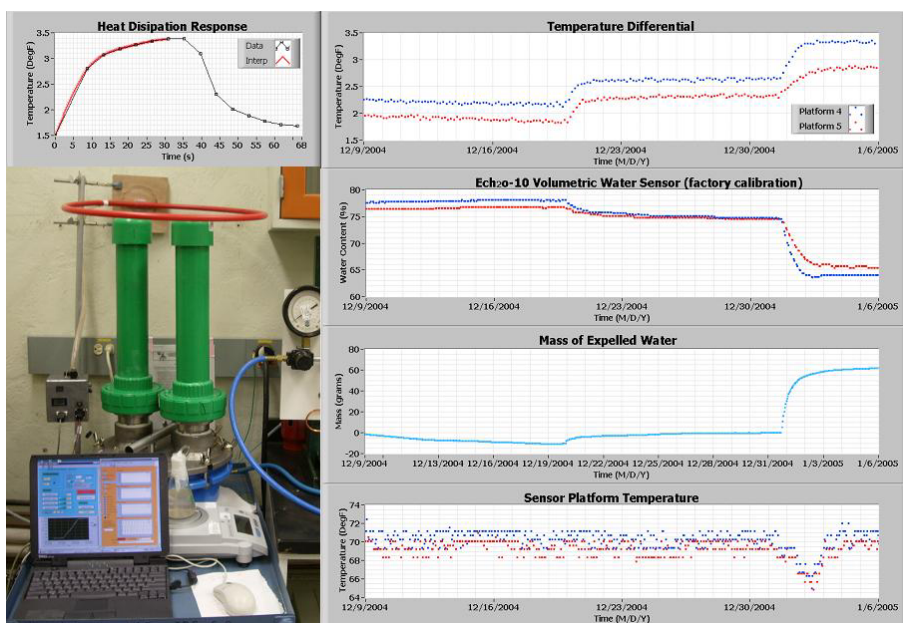 Heat Disipation Response
Temperature (DegF)
3.5
3
2.5
2
1.5
Data
Interp
0 5 10 15 20 25 30 35 40 45 50 55 60 68
Time (s)
Temperature Differential
Temperature (DegF)
3.5
3
2.5
2
1.5
Platform 4
Platform 5
12/9/2004 12/16/2004 12/23/2004 12/30/2004 1/6/2005
Time (M/D/Y)
Ech2o-10 Volumetric Water Sensor (factory calibration)
Water Content (%)
80
75
70
65
60
12/9/2004 12/16/2004 12/23/2004 12/30/2004 1/6/2005
Time (M/D/Y)
Mass of Expelled Water
Mass (grams)
80
60
40
20
0
-20
12/9/2004 12/13/2004 12/16/2004 12/19/2004 12/22/2004 12/25/2004 12/28/2004 12/31/2004 1/3/2005 1/6/2005
Time (M/D/Y)
Sensor Platform Temperature
Temperature (DegF)
74
72
70
68
66
64
12/9/2004 12/16/2004 12/23/2004 12/30/2004 1/6/2005
Time (M/D/Y)